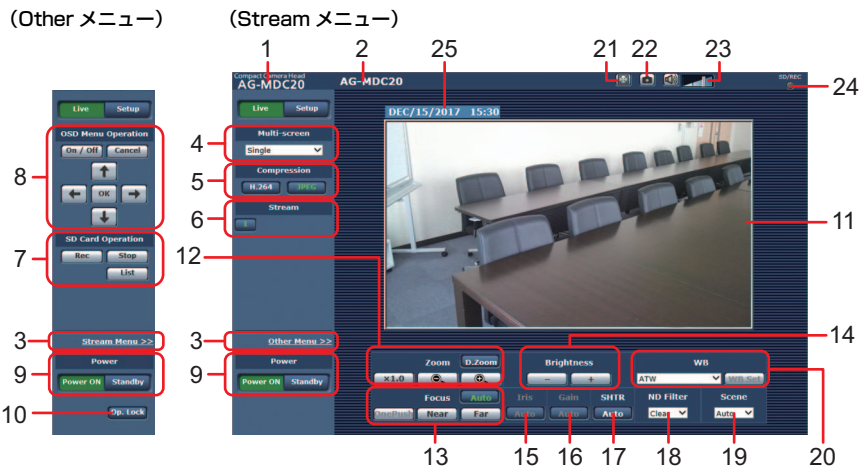 (Other メニュー)
(Stream メニュー)
1
2
25
21
22
23
24
Compact Camera Head
AG-MDC20
AG-MDC20
SD/REC
Live
Setup
OSD Menu Operation
On / Off
Cancel
OK
8
SD Card Operation
Rec
Stop
List
7
3
Stream Menu >>
Power
9
Power ON
Standby
10
Op. Lock
Live
Setup
Multi-screen
4
Single
Compression
5
H.264
JPEG
Stream
6
1
12
3
Other Menu >>
Power
9
Power ON
Standby
DEC/15/2017 15:30
11
14
Zoom
D.Zoom
×1.0
Brightness
-
+
WB
ATW
WB Set
Focus
Auto
OnePush
Near
Far
Iris
Auto
Gain
Auto
SHTR
Auto
ND Filter
Clear
Scene
Auto
13
15
16
17
18
19
20